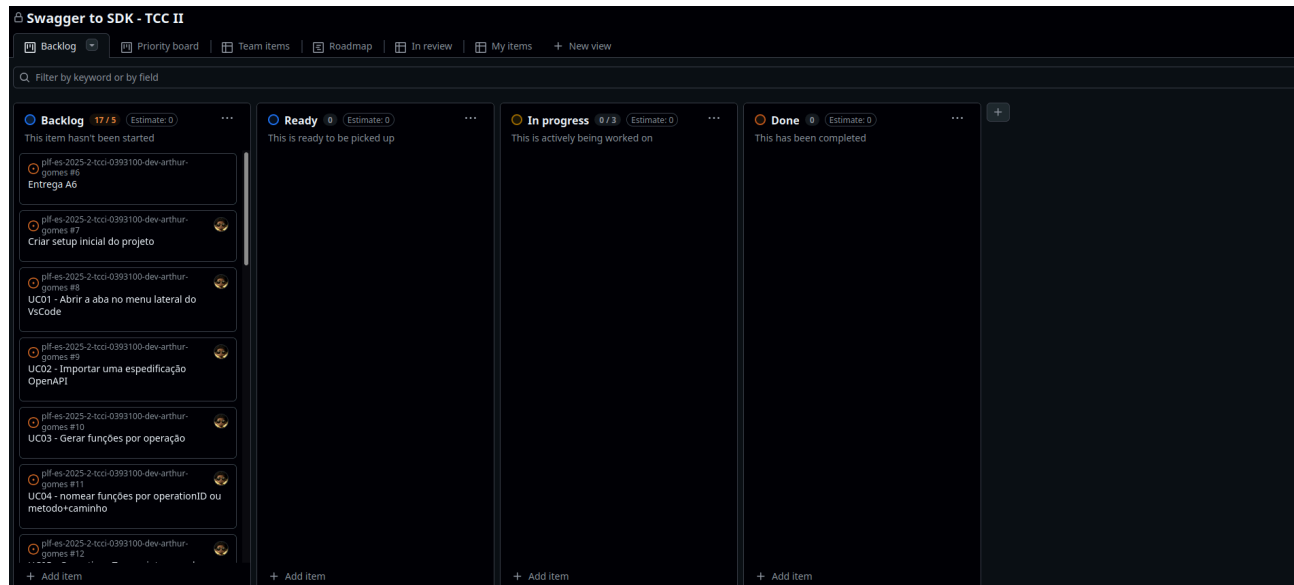 Swagger to SDK - TCC II
Backlog
Priority board
Team items
Roadmap
In review
My items
+ New view
Filter by keyword or by field
Backlog 17 / 5 Estimate: 0 ...
This item hasn't been started
plf-es-2025-2-tcci-0393100-dev-arthur-
gomes #6
Entrega A6
plf-es-2025-2-tcci-0393100-dev-arthur-
gomes #7
Criar setup inicial do projeto
plf-es-2025-2-tcci-0393100-dev-arthur-
gomes #8
UC01 - Abrir a aba no menu lateral do
VsCode
plf-es-2025-2-tcci-0393100-dev-arthur-
gomes #9
UC02 - Importar uma espedificação
OpenAPI
plf-es-2025-2-tcci-0393100-dev-arthur-
gomes #10
UC03 - Gerar funções por operação
plf-es-2025-2-tcci-0393100-dev-arthur-
gomes #11
UC04 - nomear funções por operationID ou
metodo+caminho
plf-es-2025-2-tcci-0393100-dev-arthur-
gomes #12
+ Add item
Ready 0 Estimate: 0 ...
This is ready to be picked up
+ Add item
In progress 0 / 3 Estimate: 0 ...
This is actively being worked on
+ Add item
Done 0 Estimate: 0 ...
This has been completed
+ Add item
+